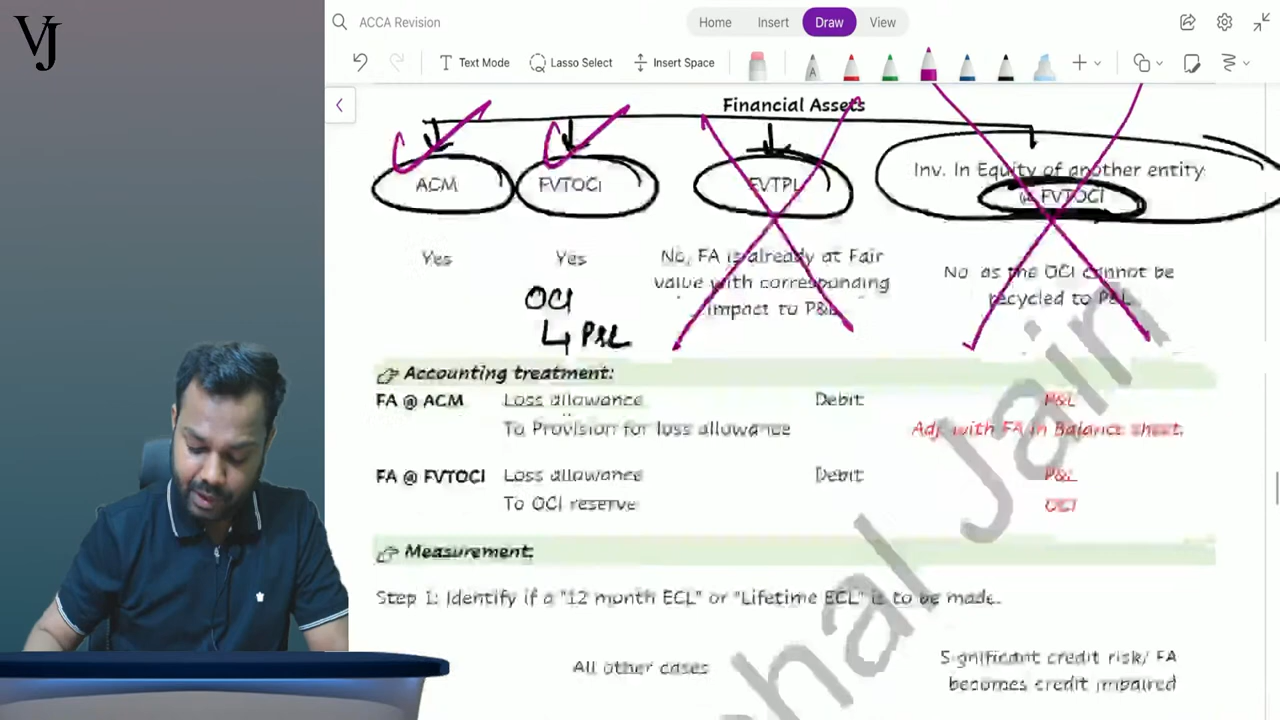 VJ
ACCA Revision
Home Insert Draw View
Text Mode Lasso Select Insert Space
Financial Assets
ACM FVTOCI FVTPL Inv. In Equity of another entity
@ FVTOCI
Yes Yes No, FA is already at Fair
value with corresponding
impact to P&L
No as the OCI cannot be
recycled to P&L
OCI
↳ P&L
Accounting treatment:
FA @ ACM Loss allowance Debit P&L
To Provision for loss allowance Adj. with FA in Balance sheet.
FA @ FVTOCI Loss allowance Debit P&L
To OCI reserve OCI
Measurement:
Step 1: Identify if a "12 month ECL" or "Lifetime ECL" is to be made.
All other cases Significant credit risk/ FA
becomes credit impaired
hal Jain